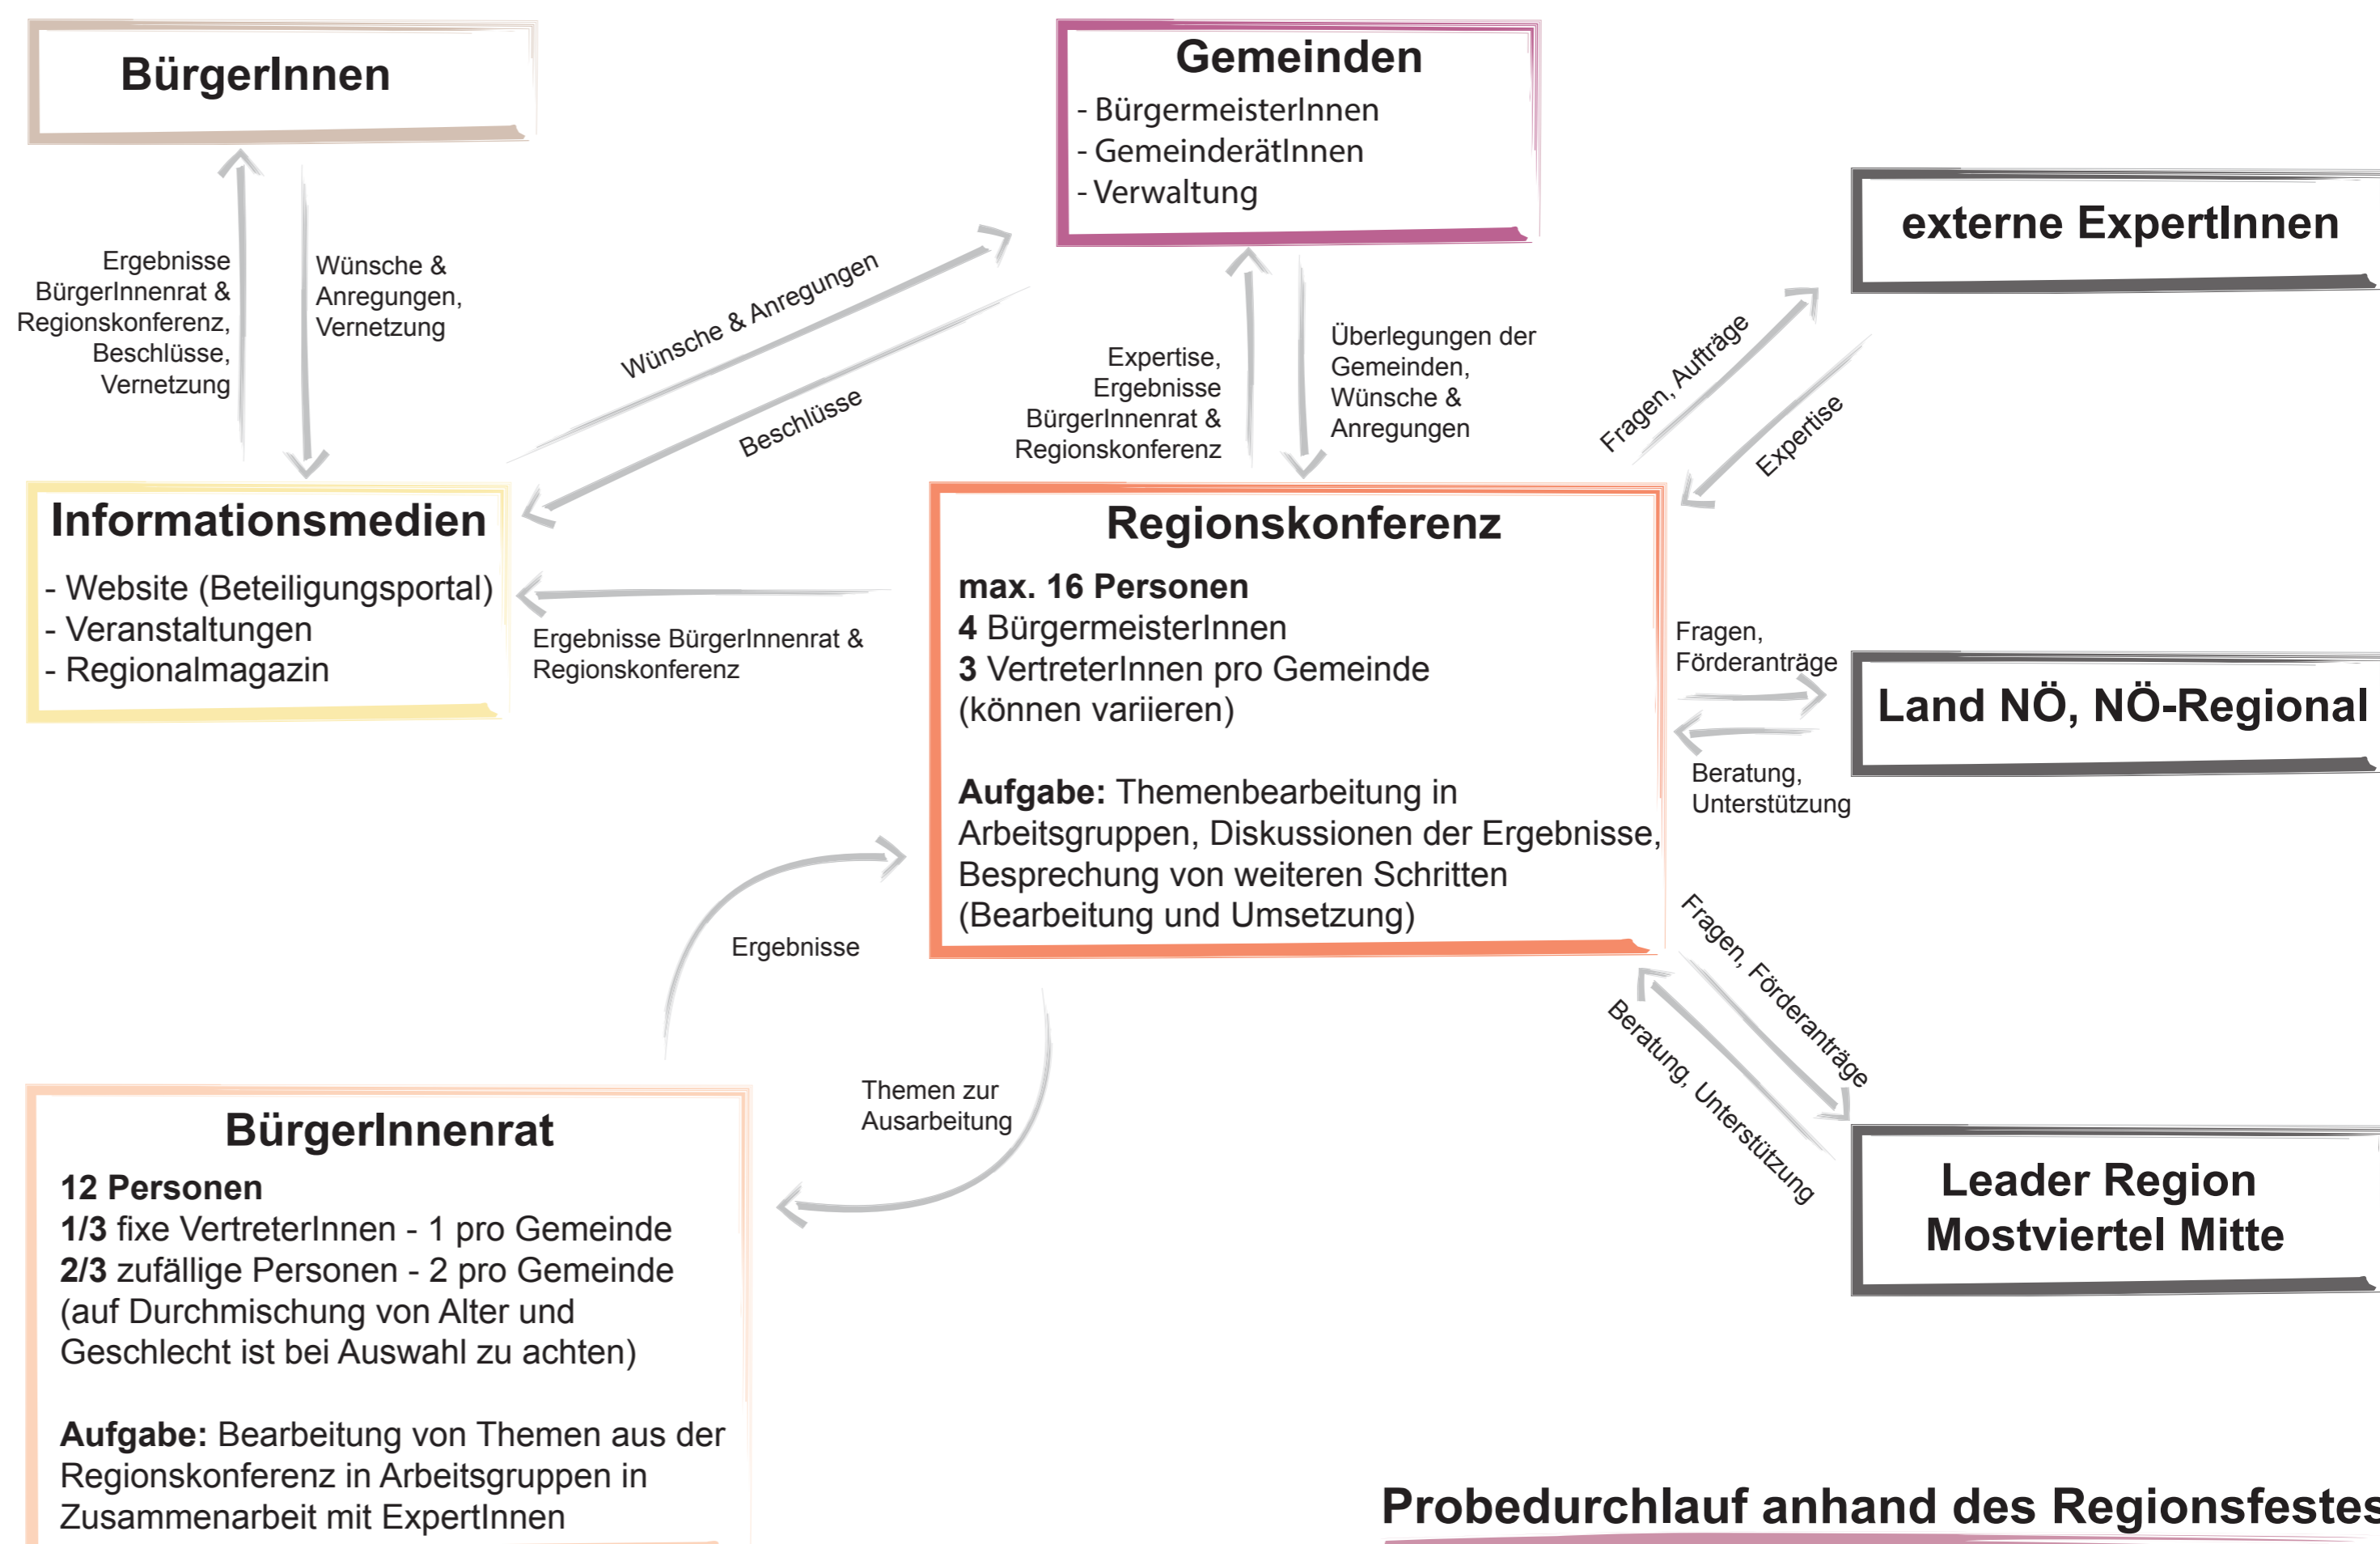 BürgerInnen
Gemeinden
- BürgermeisterInnen
- GemeinderätInnen
- Verwaltung
externe ExpertInnen
Ergebnisse
BürgerInnenrat &
Regionskonferenz,
Beschlüsse,
Vernetzung
Wünsche &
Anregungen,
Vernetzung
Wünsche & Anregungen
Beschlüsse
Expertise,
Ergebnisse
BürgerInnenrat &
Regionskonferenz
Überlegungen der
Gemeinden,
Wünsche &
Anregungen
Fragen, Aufträge
Expertise
Informationsmedien
- Website (Beteiligungsportal)
- Veranstaltungen
- Regionalmagazin
Ergebnisse BürgerInnenrat &
Regionskonferenz
Regionskonferenz
max. 16 Personen
4 BürgermeisterInnen
3 VertreterInnen pro Gemeinde
(können variieren)
Aufgabe: Themenbearbeitung in
Arbeitsgruppen, Diskussionen der Ergebnisse,
Besprechung von weiteren Schritten
(Bearbeitung und Umsetzung)
Fragen,
Förderanträge
Land NÖ, NÖ-Regional
Beratung,
Unterstützung
Ergebnisse
Themen zur
Ausarbeitung
Fragen, Förderanträge
Beratung, Unterstützung
Leader Region
Mostviertel Mitte
BürgerInnenrat
12 Personen
1/3 fixe VertreterInnen - 1 pro Gemeinde
2/3 zufällige Personen - 2 pro Gemeinde
(auf Durchmischung von Alter und
Geschlecht ist bei Auswahl zu achten)
Aufgabe: Bearbeitung von Themen aus der
Regionskonferenz in Arbeitsgruppen in
Zusammenarbeit mit ExpertInnen
Probedurchlauf anhand des Regionsfestes